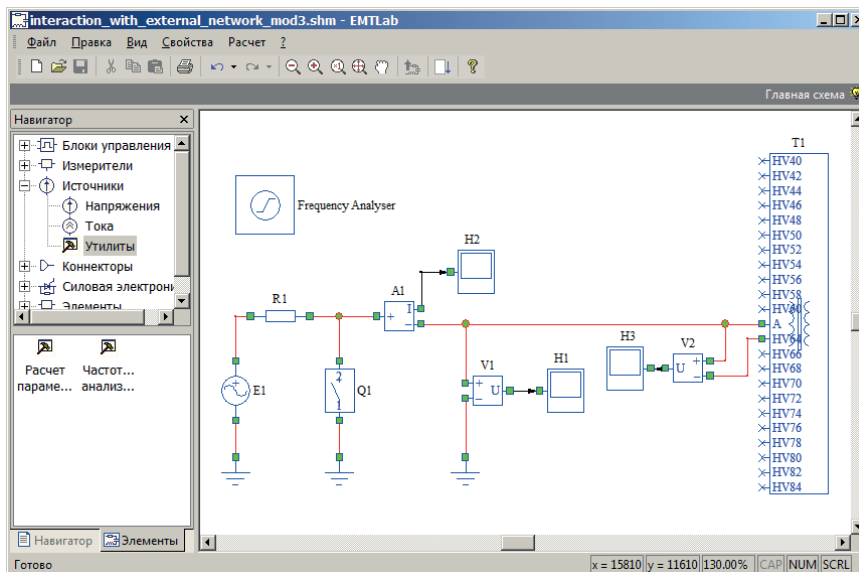 interaction_with_external_network_mod3.shm - EMTLab
Файл Правка Вид Свойства Расчет ?
Главная схема
Навигатор
Блоки управления
Измерители
Источники
Напряжения
Тока
Утилиты
Коннекторы
Силовая электрони
Элементы
Расчет параме...
Частот... анализ...
Навигатор Элементы
Frequency Analyser
E1
R1
Q1
2
1
A1
I
+
−
H2
V1
+
−
U
H1
H3
V2
U
+
−
T1
HV40
HV42
HV44
HV46
HV48
HV50
HV52
HV54
HV56
HV58
HV60
A
HV64
HV66
HV68
HV70
HV72
HV74
HV76
HV78
HV80
HV82
HV84
Готово
x = 15810 y = 11610 130.00% CAP NUM SCRL